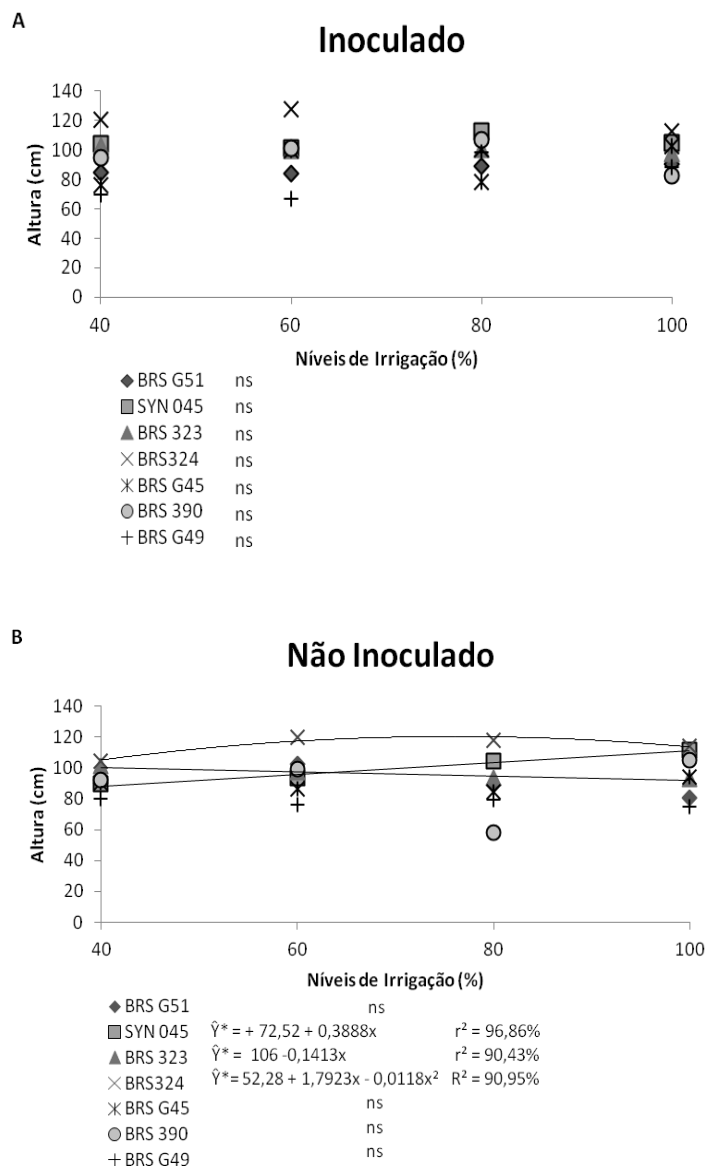 A
Inoculado
Altura (cm)
140
120
100
80
60
40
20
0
40 60 80 100
Níveis de Irrigação (%)
BRS G51 ns
SYN 045 ns
BRS 323 ns
BRS324 ns
BRS G45 ns
BRS 390 ns
BRS G49 ns
B
Não Inoculado
Altura (cm)
140
120
100
80
60
40
20
0
40 60 80 100
Níveis de Irrigação (%)
BRS G51 ns
SYN 045 Ŷ* = + 72,52 + 0,3888x r² = 96,86%
BRS 323 Ŷ* = 106 -0,1413x r² = 90,43%
BRS324 Ŷ* = 52,28 + 1,7923x - 0,0118x² R² = 90,95%
BRS G45 ns
BRS 390 ns
BRS G49 ns